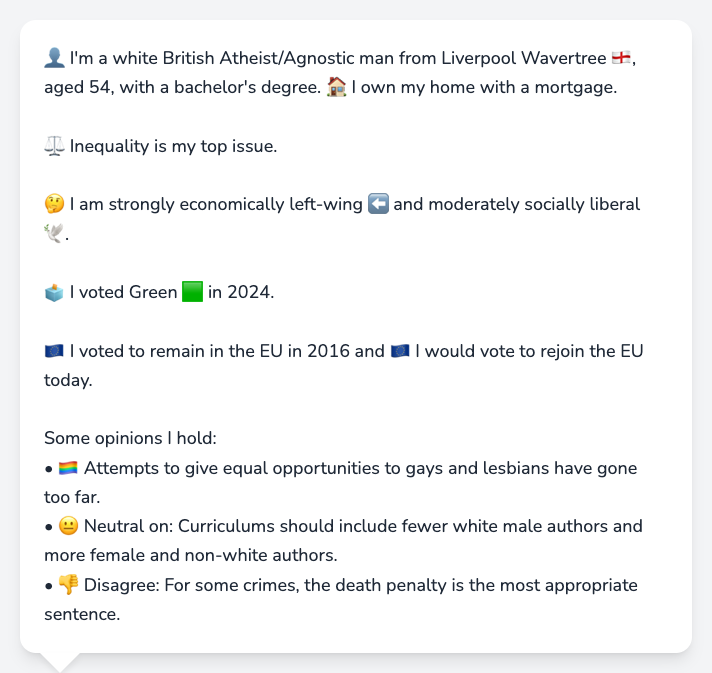 👤 I'm a white British Atheist/Agnostic man from Liverpool Wavertree 🏴󠁧󠁢󠁥󠁮󠁧󠁿,
aged 54, with a bachelor's degree. 🏠 I own my home with a mortgage.
⚖️ Inequality is my top issue.
🤔 I am strongly economically left-wing ⬅️ and moderately socially liberal
🕊️.
🗳️ I voted Green 🟩 in 2024.
🇪🇺 I voted to remain in the EU in 2016 and 🇪🇺 I would vote to rejoin the EU
today.
Some opinions I hold:
• 🏳️‍🌈 Attempts to give equal opportunities to gays and lesbians have gone
too far.
• 😐 Neutral on: Curriculums should include fewer white male authors and
more female and non-white authors.
• 👎 Disagree: For some crimes, the death penalty is the most appropriate
sentence.